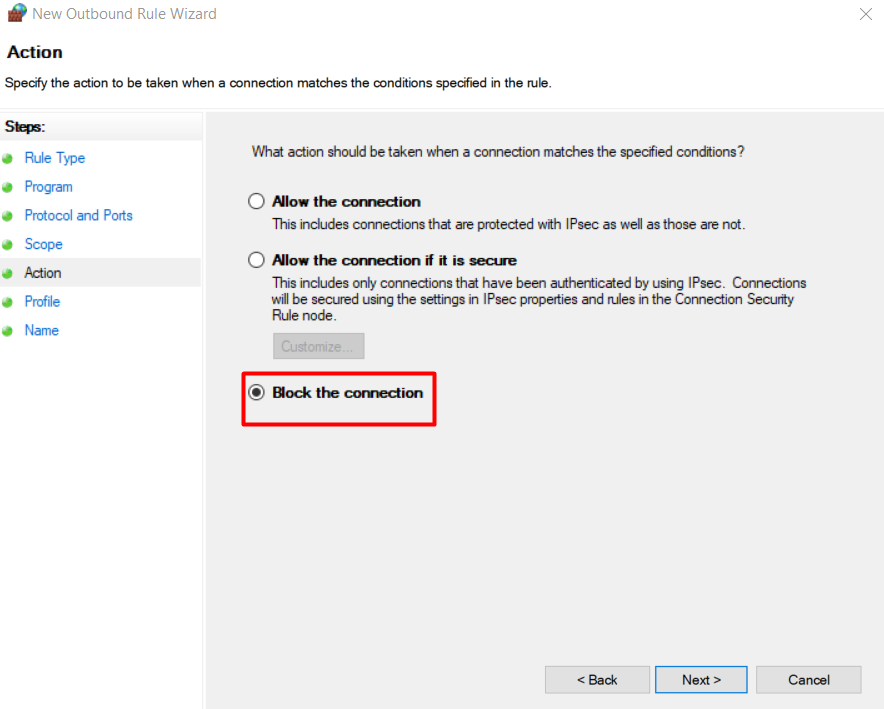 New Outbound Rule Wizard
Action
Specify the action to be taken when a connection matches the conditions specified in the rule.
Steps:
Rule Type
Program
Protocol and Ports
Scope
Action
Profile
Name
What action should be taken when a connection matches the specified conditions?
Allow the connection
This includes connections that are protected with IPsec as well as those are not.
Allow the connection if it is secure
This includes only connections that have been authenticated by using IPsec. Connections
will be secured using the settings in IPsec properties and rules in the Connection Security
Rule node.
Customize...
Block the connection
< Back
Next >
Cancel